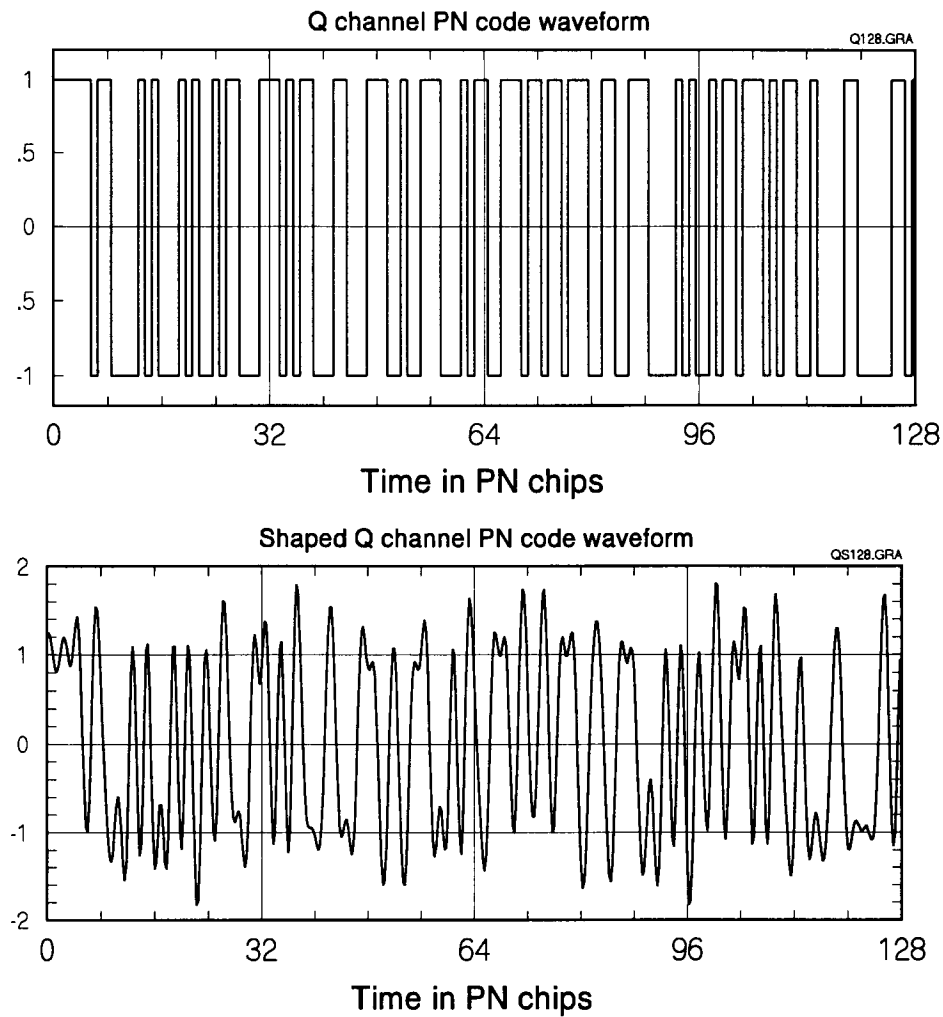 Q channel PN code waveform
Q128.GRA
1
.5
0
.5
-1
0 32 64 96 128
Time in PN chips
Shaped Q channel PN code waveform
QS128.GRA
2
1
0
-1
-2
0 32 64 96 128
Time in PN chips